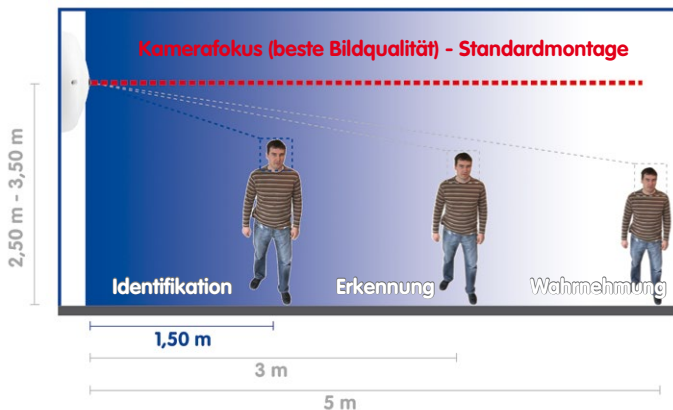 Kamerafokus (beste Bildqualität) - Standardmontage
2,50 m - 3,50 m
Identifikation
Erkennung
Wahrnehmung
1,50 m
3 m
5 m